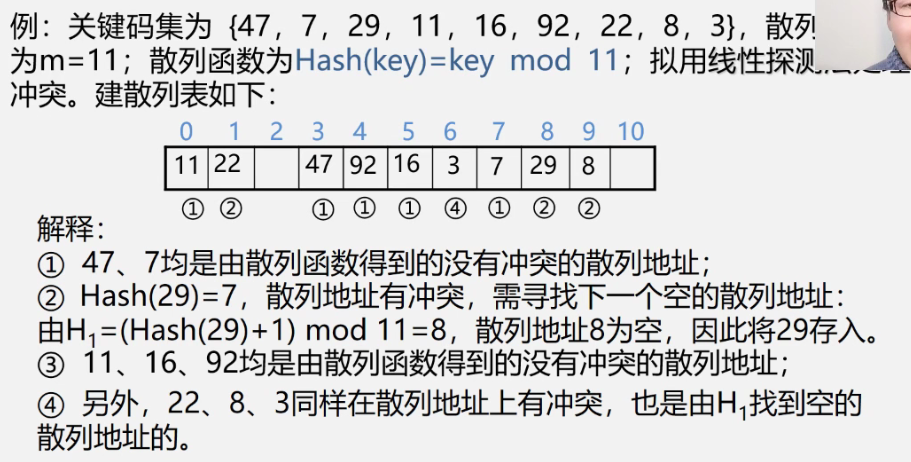 例：关键码集为 {47，7，29，11，16，92，22，8，3}，散列
为m=11；散列函数为Hash(key)=key mod 11；拟用线性探测
冲突。建散列表如下：
0 1 2 3 4 5 6 7 8 9 10
11 22 47 92 16 3 7 29 8
① ② ① ① ① ④ ① ② ②
解释：
① 47、7均是由散列函数得到的没有冲突的散列地址；
② Hash(29)=7，散列地址有冲突，需寻找下一个空的散列地址：
由H₁=(Hash(29)+1) mod 11=8，散列地址8为空，因此将29存入。
③ 11、16、92均是由散列函数得到的没有冲突的散列地址；
④ 另外，22、8、3同样在散列地址上有冲突，也是由H₁找到空的
散列地址的。